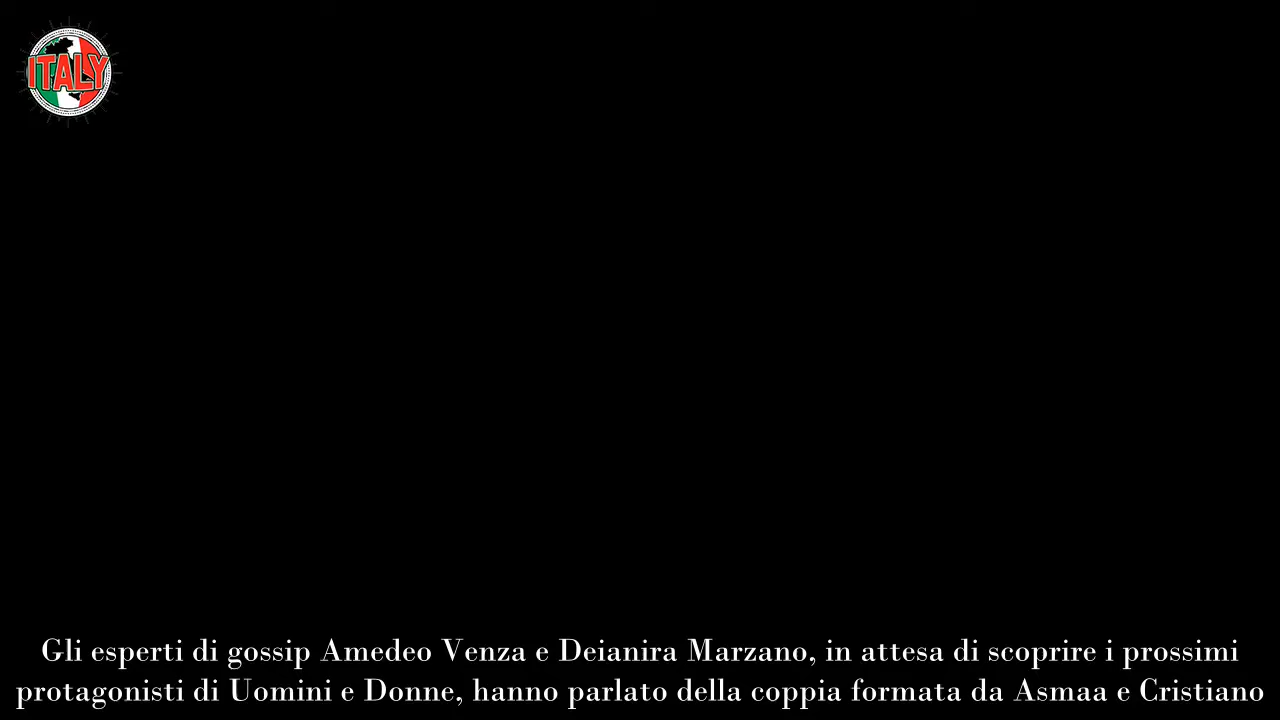 ITALY
Gli esperti di gossip Amedeo Venza e Deianira Marzano, in attesa di scoprire i prossimi
protagonisti di Uomini e Donne, hanno parlato della coppia formata da Asmaa e Cristiano